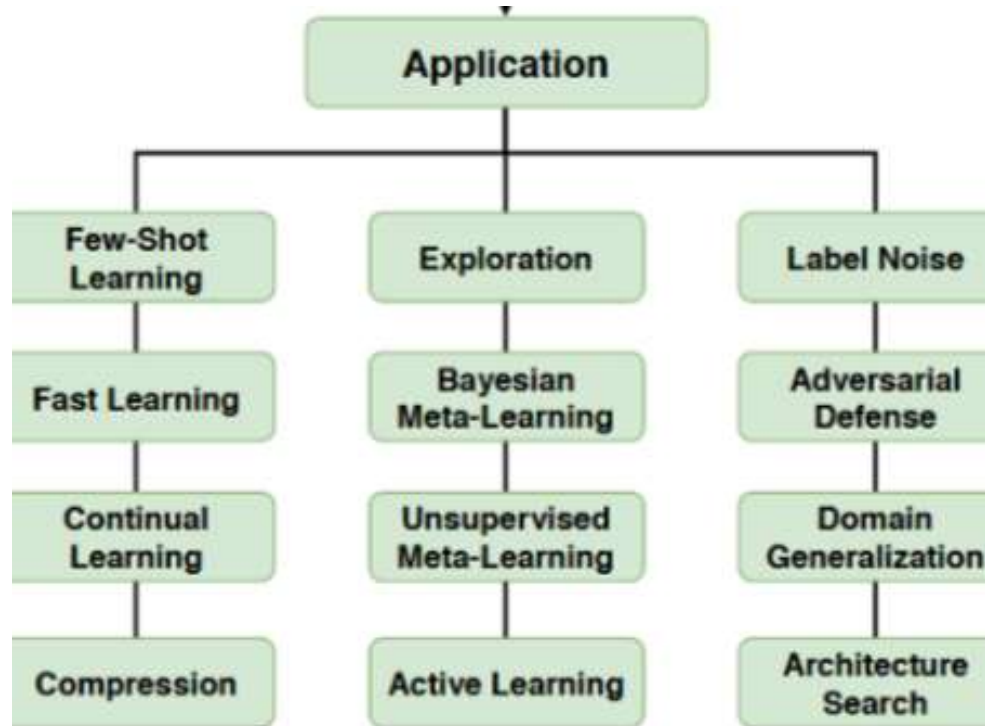 Application
Few-Shot
Learning
Exploration
Label Noise
Fast Learning
Bayesian
Meta-Learning
Adversarial
Defense
Continual
Learning
Unsupervised
Meta-Learning
Domain
Generalization
Compression
Active Learning
Architecture
Search